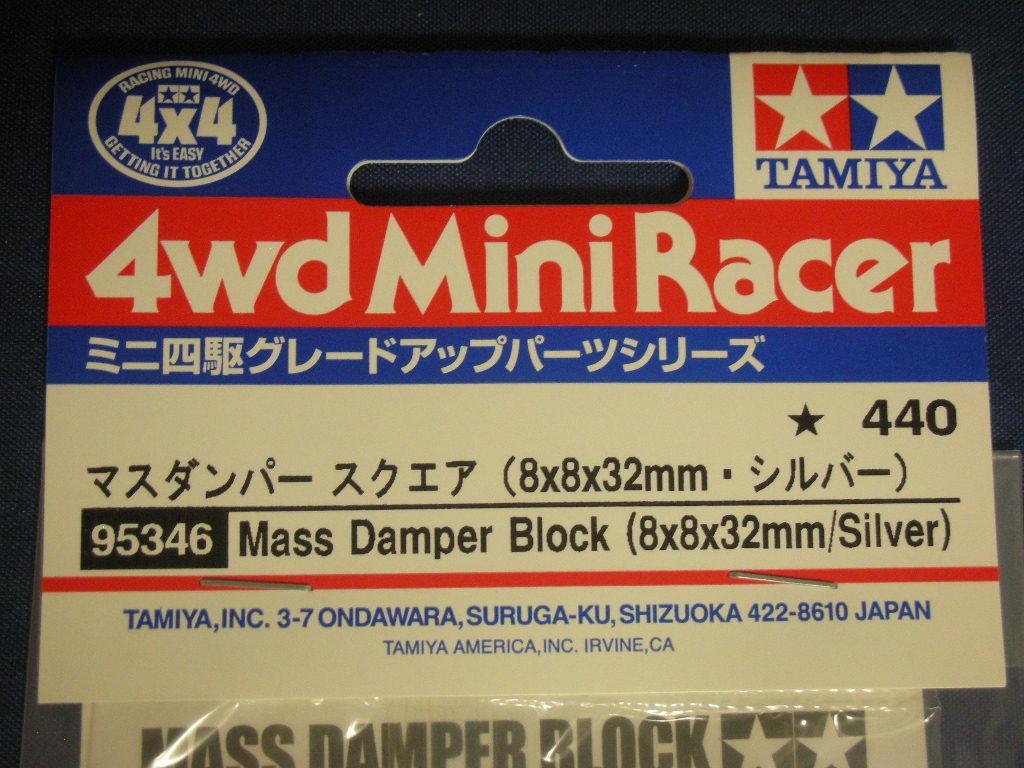 RACING MINI 4WD
4x4
It's EASY
GETTING IT TOGETHER
TAMIYA
4wd Mini Racer
ミニ四駆グレードアップパーツシリーズ
★ 440
マスダンパー スクエア（8x8x32mm・シルバー）
95346 Mass Damper Block (8x8x32mm/Silver)
TAMIYA,INC. 3-7 ONDAWARA, SURUGA-KU, SHIZUOKA 422-8610 JAPAN
TAMIYA AMERICA,INC. IRVINE,CA
MASS DAMPER BLOCK